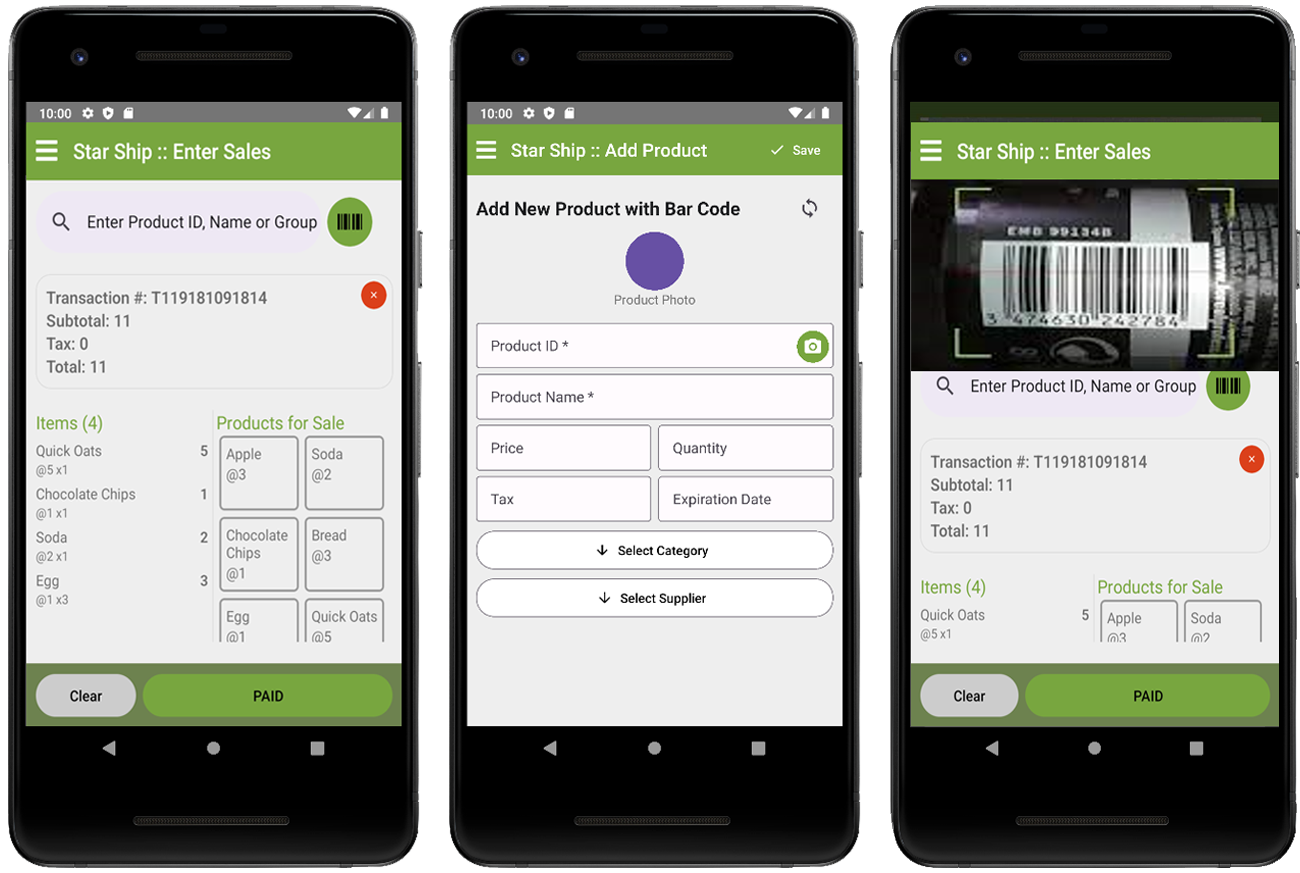 10:00
Star Ship :: Enter Sales
Enter Product ID, Name or Group
Transaction #: T119181091814
×
Subtotal: 11
Tax: 0
Total: 11
Items (4)
Quick Oats 5
@5 x1
Chocolate Chips 1
@1 x1
Soda 2
@2 x1
Egg 3
@1 x3
Products for Sale
Apple
@3
Soda
@2
Chocolate
Chips
@1
Bread
@3
Egg
@1
Quick Oats
@5
Clear
PAID
10:00
Star Ship :: Add Product
Save
Add New Product with Bar Code
Product Photo
Product ID *
Product Name *
Price
Quantity
Tax
Expiration Date
Select Category
Select Supplier
Star Ship :: Enter Sales
EMB 99134B
3 474630 242784
Enter Product ID, Name or Group
Transaction #: T119181091814
×
Subtotal: 11
Tax: 0
Total: 11
Items (4)
Quick Oats 5
@5 x1
Products for Sale
Apple
@3
Soda
@2
Clear
PAID